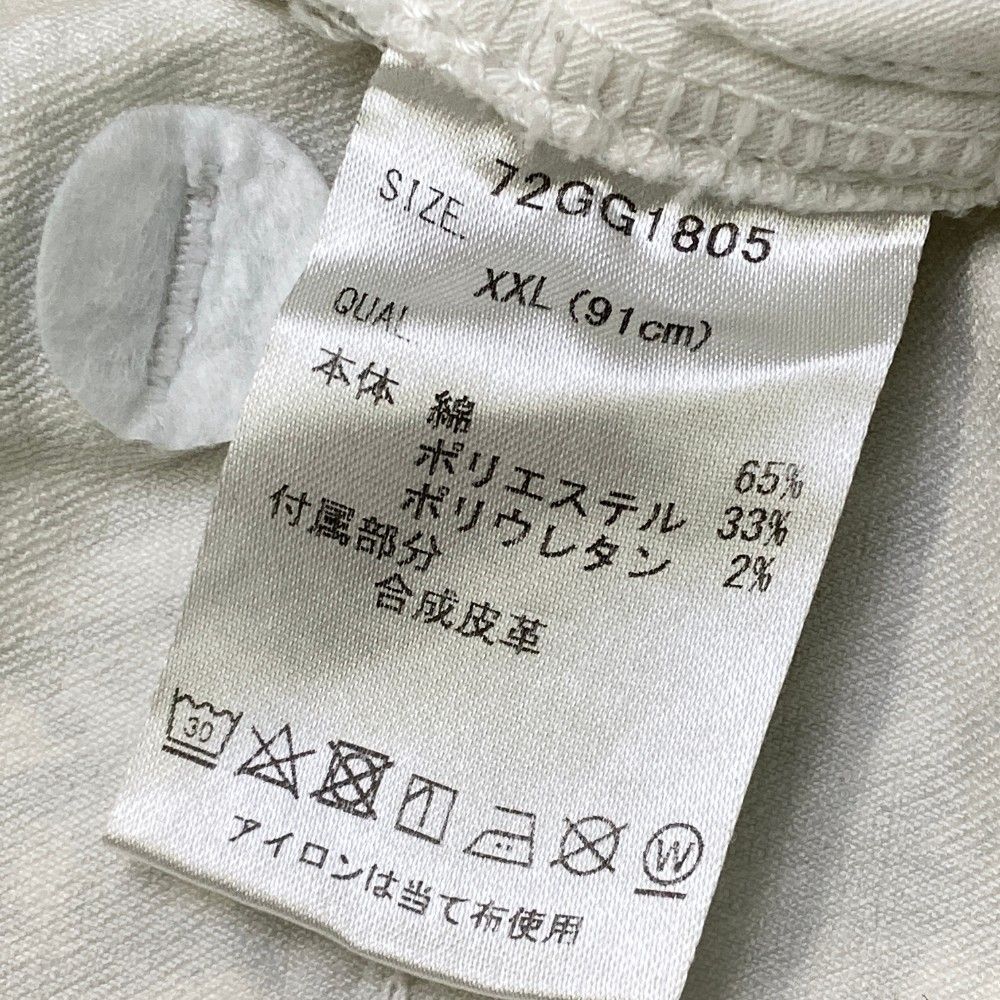 72GG1805
SIZE.
XXL(91cm)
QUAL
本体 綿 65%
ポリエステル 33%
ポリウレタン 2%
付属部分
合成皮革
30
W
アイロンは当て布使用